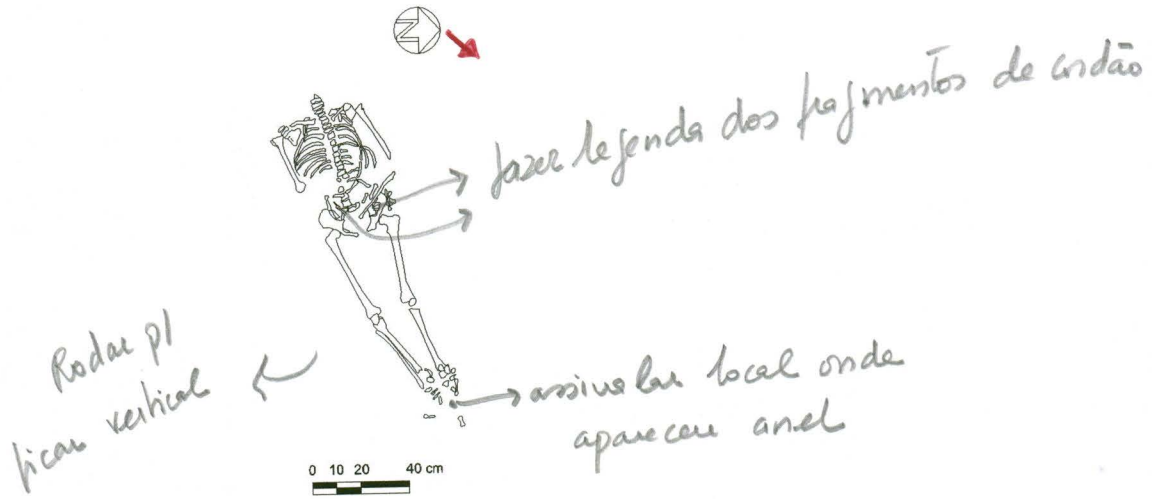 N
fazer legenda dos fragmentos de cordão
Rodar p/
ficar vertical
assinalar local onde
apareceu anel
0 10 20 40 cm